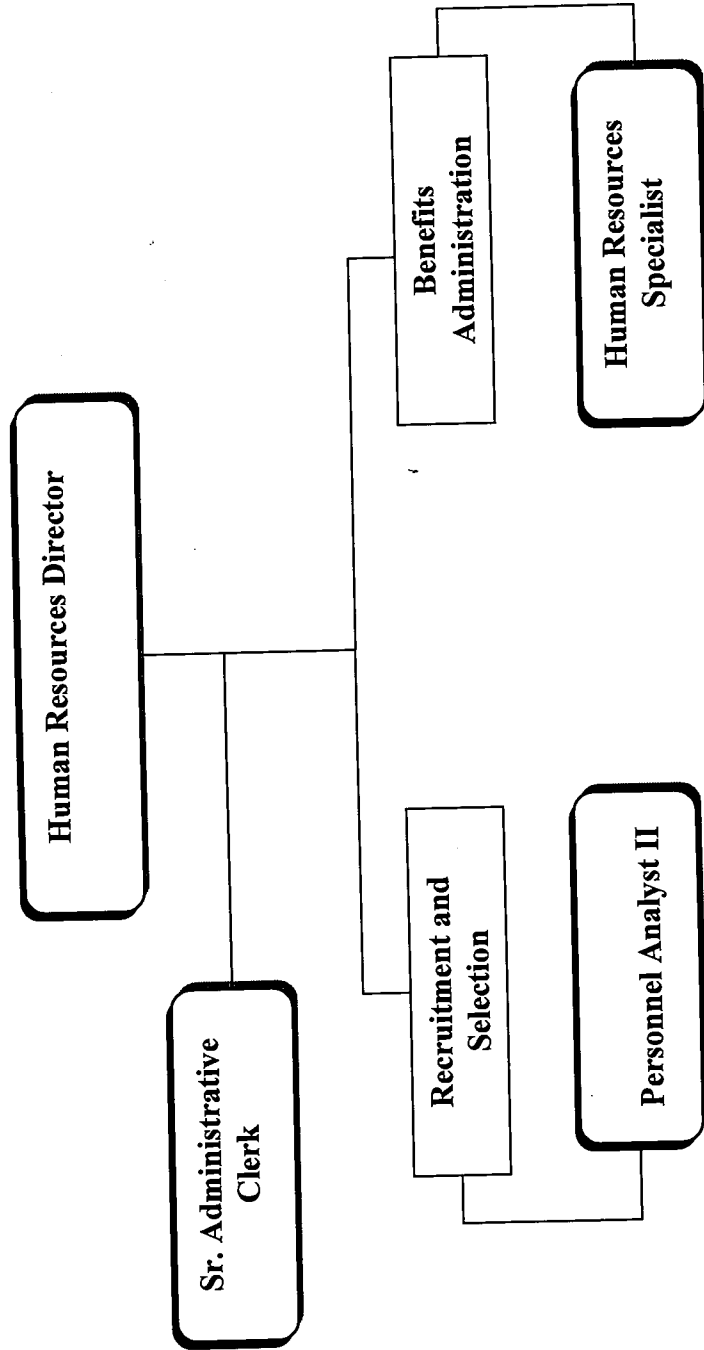 Human Resources Director
Sr. Administrative
Clerk
Recruitment and
Selection
Benefits
Administration
Personnel Analyst II
Human Resources
Specialist